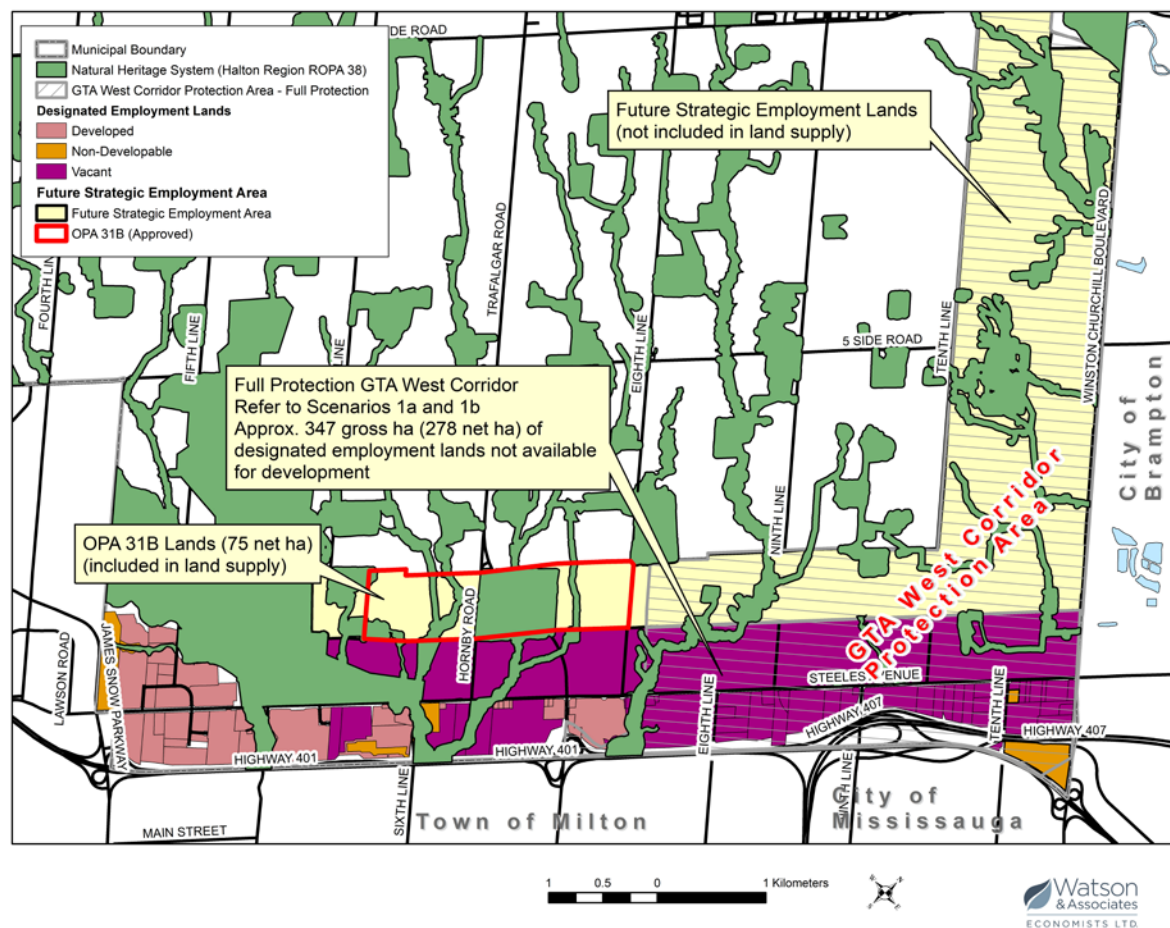 Municipal Boundary
Natural Heritage System (Halton Region ROPA 38)
GTA West Corridor Protection Area - Full Protection
Designated Employment Lands
Developed
Non-Developable
Vacant
Future Strategic Employment Area
Future Strategic Employment Area
OPA 31B (Approved)
DE ROAD
Future Strategic Employment Lands
(not included in land supply)
FOURTH LIN
FIFTH LINE
LINE
TRAFALGAR ROAD
EIGHTH LINE
5 SIDE ROAD
TENTH LINE
WINSTON CHURCHILL BOULEVARD
City of
Brampton
Full Protection GTA West Corridor
Refer to Scenarios 1a and 1b
Approx. 347 gross ha (278 net ha) of
designated employment lands not available
for development
NINTH LINE
GTA West Corridor
Protection Area
OPA 31B Lands (75 net ha)
(included in land supply)
HORNBY ROAD
LAWSON ROAD
JAMES SNOW PARKWAY
STEELES AVENUE
EIGHTH LINE
HIGHWAY 407
TENTH LINE
HIGHWAY 407
HIGHWAY 401
HIGHWAY 401
SIXTH LINE
NINTH LINE
MAIN STREET
Town of Milton
City of
Mississauga
1 0.5 0 1 Kilometers
Watson
& Associates
ECONOMISTS LTD.